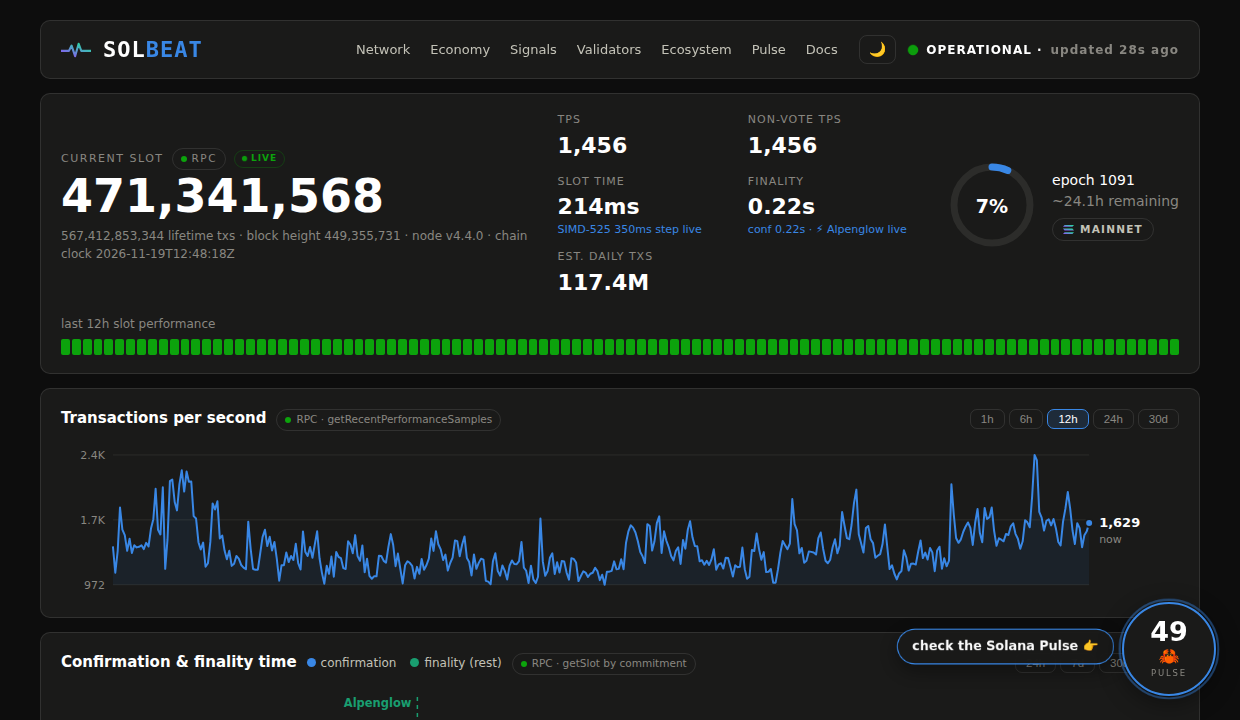 SOLBEAT
Network Economy Signals Validators Ecosystem Pulse Docs
OPERATIONAL · updated 28s ago
CURRENT SLOT RPC LIVE
471,341,568
567,412,853,344 lifetime txs · block height 449,355,731 · node v4.4.0 · chain
clock 2026-11-19T12:48:18Z
TPS
1,456
NON-VOTE TPS
1,456
SLOT TIME
214ms
SIMD-525 350ms step live
FINALITY
0.22s
conf 0.22s · ⚡ Alpenglow live
EST. DAILY TXS
117.4M
7%
epoch 1091
~24.1h remaining
MAINNET
last 12h slot performance
Transactions per second RPC · getRecentPerformanceSamples
1h 6h 12h 24h 30d
2.4K
1.7K
972
1,629
now
Confirmation & finality time confirmation finality (rest) RPC · getSlot by commitment
check the Solana Pulse 👉
49
PULSE
Alpenglow